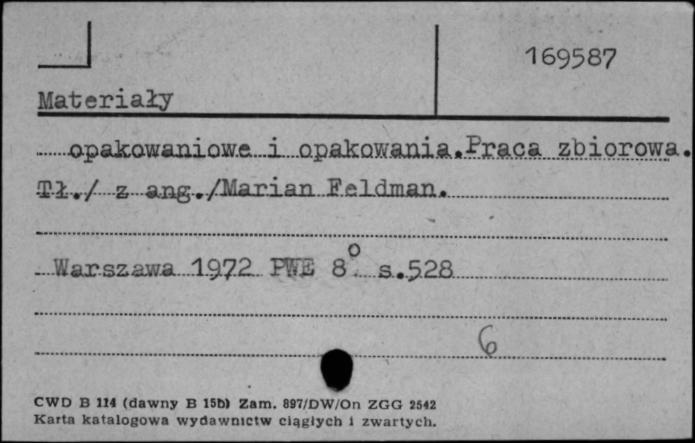 169587
Materiały
opakowaniowe i opakowania.Praca zbiorowa.
Tł./ z ang./Marian Feldman.
Warszawa 1972 PWE 8° s.528
6
CWD B 114 (dawny B 15b) Zam. 897/DW/On ZGG 2542
Karta katalogowa wydawnictw ciągłych i zwartych.